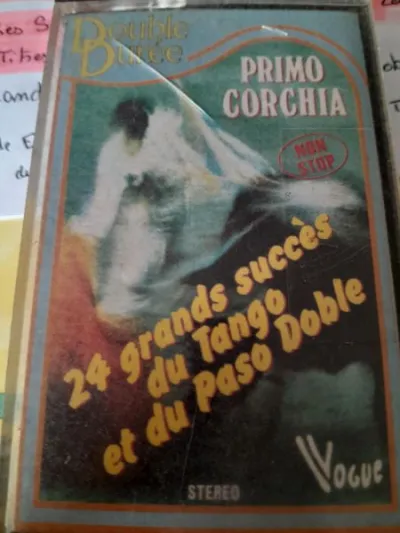 Double
Durée
PRIMO
CORCHIA
NON
STOP
24 grands succès
du Tango
et du Paso Doble
VOGUE
STEREO